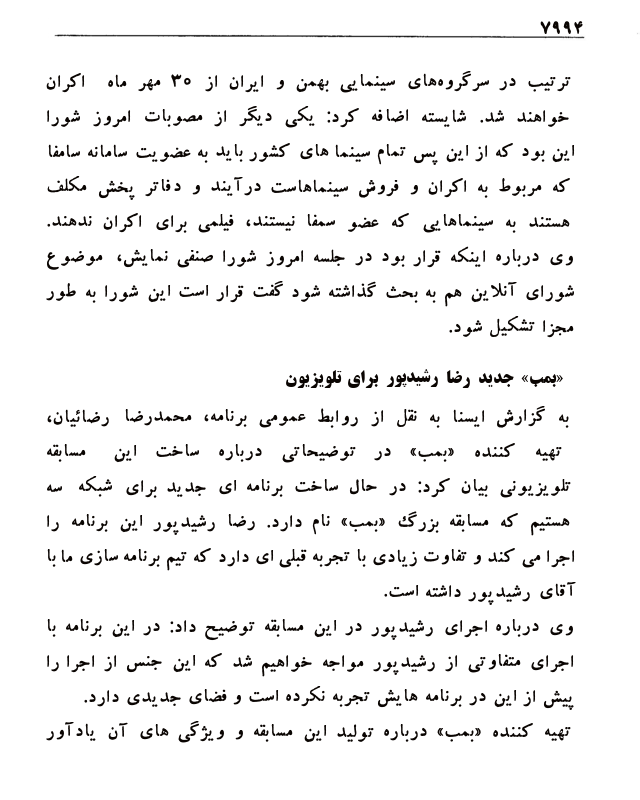 ۷۹۹۴
ترتیب در سرگروه‌های سینمایی بهمن و ایران از ۳۰ مهر ماه اکران
خواهند شد. شایسته اضافه کرد: یکی دیگر از مصوبات امروز شورا
این بود که از این پس تمام سینما های کشور باید به عضویت سامانه سامفا
که مربوط به اکران و فروش سینماهاست درآیند و دفاتر پخش مکلف
هستند به سینماهایی که عضو سمفا نیستند، فیلمی برای اکران ندهند.
وی درباره اینکه قرار بود در جلسه امروز شورا صنفی نمایش، موضوع
شورای آنلاین هم به بحث گذاشته شود گفت قرار است این شورا به طور
مجزا تشکیل شود.
«بمب» جدید رضا رشیدپور برای تلویزیون
به گزارش ایسنا به نقل از روابط عمومی برنامه، محمدرضا رضائیان،
تهیه کننده «بمب» در توضیحاتی درباره ساخت این مسابقه
تلویزیونی بیان کرد: در حال ساخت برنامه ای جدید برای شبکه سه
هستیم که مسابقه بزرگ «بمب» نام دارد. رضا رشیدپور این برنامه را
اجرا می کند و تفاوت زیادی با تجربه قبلی ای دارد که تیم برنامه سازی ما با
آقای رشیدپور داشته است.
وی درباره اجرای رشیدپور در این مسابقه توضیح داد: در این برنامه با
اجرای متفاوتی از رشیدپور مواجه خواهیم شد که این جنس از اجرا را
پیش از این در برنامه هایش تجربه نکرده است و فضای جدیدی دارد.
تهیه کننده «بمب» درباره تولید این مسابقه و ویژگی های آن یادآور